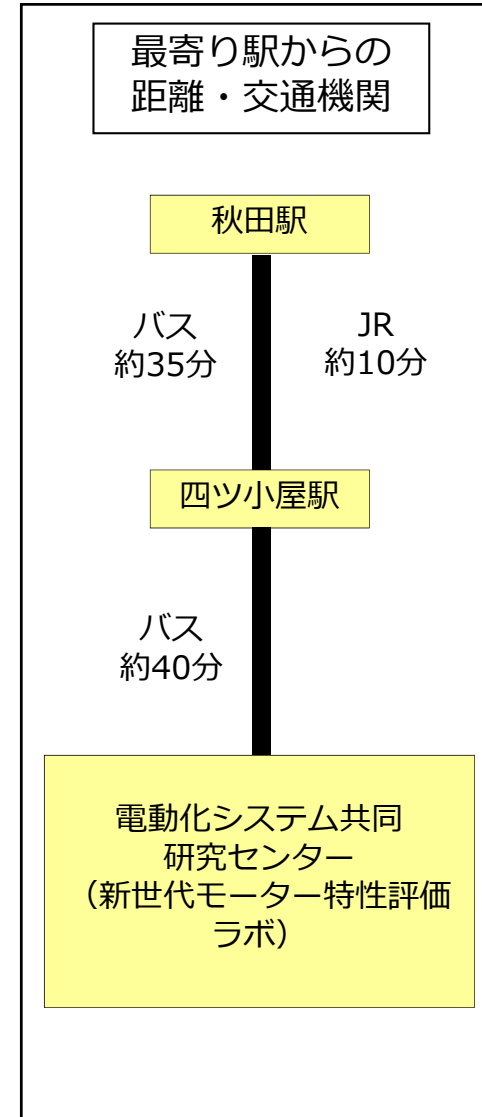 最寄り駅からの
距離・交通機関
秋田駅
バス
約35分
JR
約10分
四ツ小屋駅
バス
約40分
電動化システム共同
研究センター
（新世代モーター特性評価
ラボ）